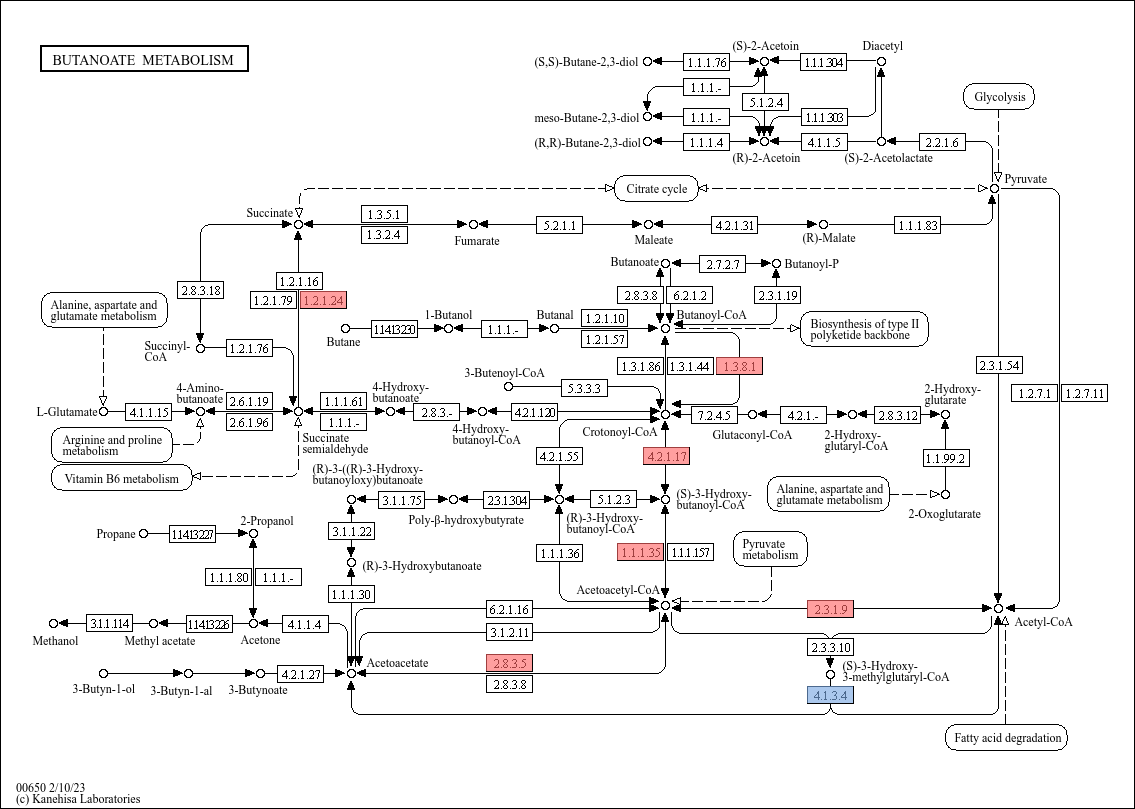 BUTANOATE METABOLISM
(S)-2-Acetoin
Diacetyl
(S,S)-Butane-2,3-diol
1.1.1.76
1.1.1.304
1.1.1.-
5.1.2.4
Glycolysis
meso-Butane-2,3-diol
1.1.1.-
1.1.1.303
(R,R)-Butane-2,3-diol
1.1.1.4
4.1.1.5
2.2.1.6
(R)-2-Acetoin
(S)-2-Acetolactate
Pyruvate
Citrate cycle
Succinate
1.3.5.1
1.3.2.4
5.2.1.1
4.2.1.31
1.1.1.83
Fumarate
Maleate
(R)-Malate
Butanoate
2.7.2.7
Butanoyl-P
1.2.1.16
2.8.3.18
1.2.1.79
1.2.1.24
2.8.3.8
6.2.1.2
2.3.1.19
Alanine, aspartate and
glutamate metabolism
1-Butanol
Butanal
1.2.1.10
Butanoyl-CoA
Biosynthesis of type II
polyketide backbone
1.14.13.230
1.1.1.-
1.2.1.57
Butane
Succinyl-
CoA
1.2.1.76
3-Butenoyl-CoA
1.3.1.86
1.3.1.44
1.3.8.1
2.3.1.54
5.3.3.3
4-Amino-
butanoate
2.6.1.19
1.1.1.61
4-Hydroxy-
butanoate
2-Hydroxy-
glutarate
1.2.7.1
1.2.7.11
L-Glutamate
4.1.1.15
2.6.1.96
1.1.1.-
2.8.3.-
4.2.1.120
7.2.4.5
4.2.1.-
2.8.3.12
Arginine and proline
metabolism
Succinate
semialdehyde
4-Hydroxy-
butanoyl-CoA
Crotonoyl-CoA
Glutaconyl-CoA
2-Hydroxy-
glutaryl-CoA
4.2.1.55
4.2.1.17
1.1.99.2
Vitamin B6 metabolism
(R)-3-((R)-3-Hydroxy-
butanoyloxy)butanoate
Alanine, aspartate and
glutamate metabolism
3.1.1.75
2.3.1.304
5.1.2.3
(S)-3-Hydroxy-
butanoyl-CoA
Poly-β-hydroxybutyrate
(R)-3-Hydroxy-
butanoyl-CoA
2-Oxoglutarate
2-Propanol
Propane
1.14.13.227
3.1.1.22
1.1.1.36
1.1.1.35
1.1.1.157
Pyruvate
metabolism
(R)-3-Hydroxybutanoate
1.1.1.80
1.1.1.-
1.1.1.30
Acetoacetyl-CoA
6.2.1.16
2.3.1.9
3.1.1.114
1.14.13.226
4.1.1.4
3.1.2.11
Acetyl-CoA
Methanol
Methyl acetate
Acetone
2.3.3.10
Acetoacetate
2.8.3.5
2.8.3.8
(S)-3-Hydroxy-
3-methylglutaryl-CoA
4.2.1.27
3-Butyn-1-ol
3-Butyn-1-al
3-Butynoate
4.1.3.4
Fatty acid degradation
00650 2/10/23
(c) Kanehisa Laboratories